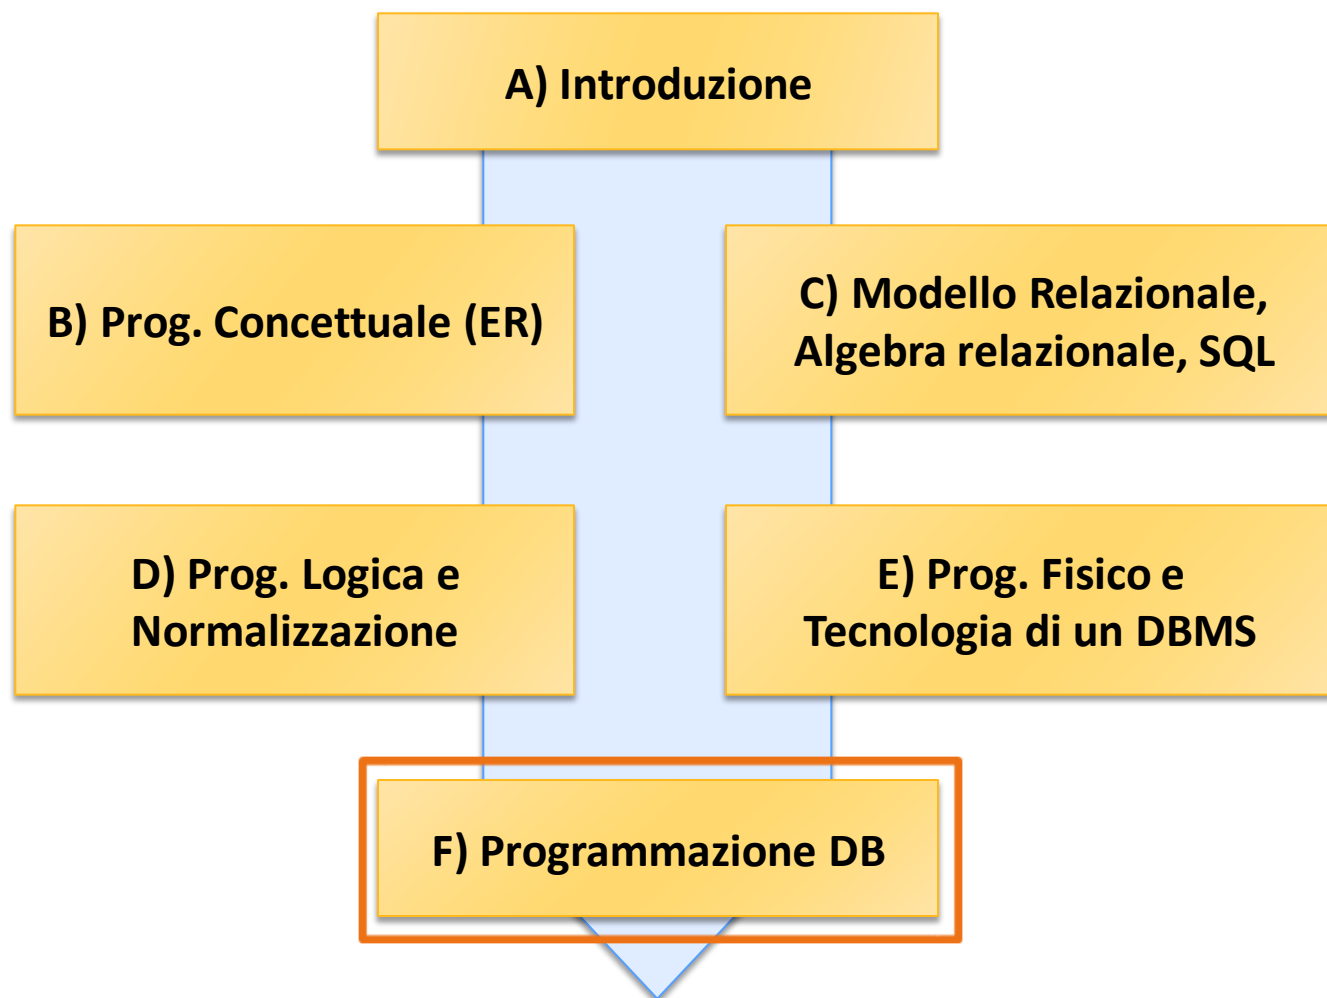 A) Introduzione
B) Prog. Concettuale (ER)
C) Modello Relazionale,
Algebra relazionale, SQL
D) Prog. Logica e
Normalizzazione
E) Prog. Fisico e
Tecnologia di un DBMS
F) Programmazione DB